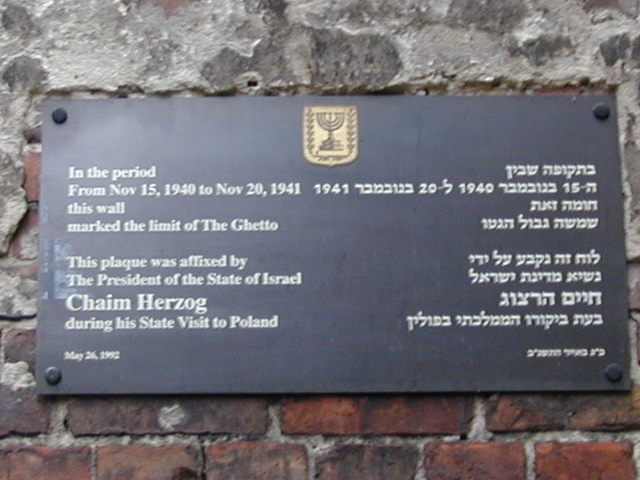 In the period
From Nov 15, 1940 to Nov 20, 1941
this wall
marked the limit of The Ghetto
This plaque was affixed by
The President of the State of Israel
Chaim Herzog
during his State Visit to Poland
May 26, 1992
בתקופה שבין
ה-15 בנובמבר 1940 ל-20 בנובמבר 1941
חומה זאת
שמשה גבול הגטו
לוח זה נקבע על ידי
נשיא מדינת ישראל
חיים הרצוג
בעת ביקורו הממלכתי בפולין
כ״ג באייר התשנ״ב